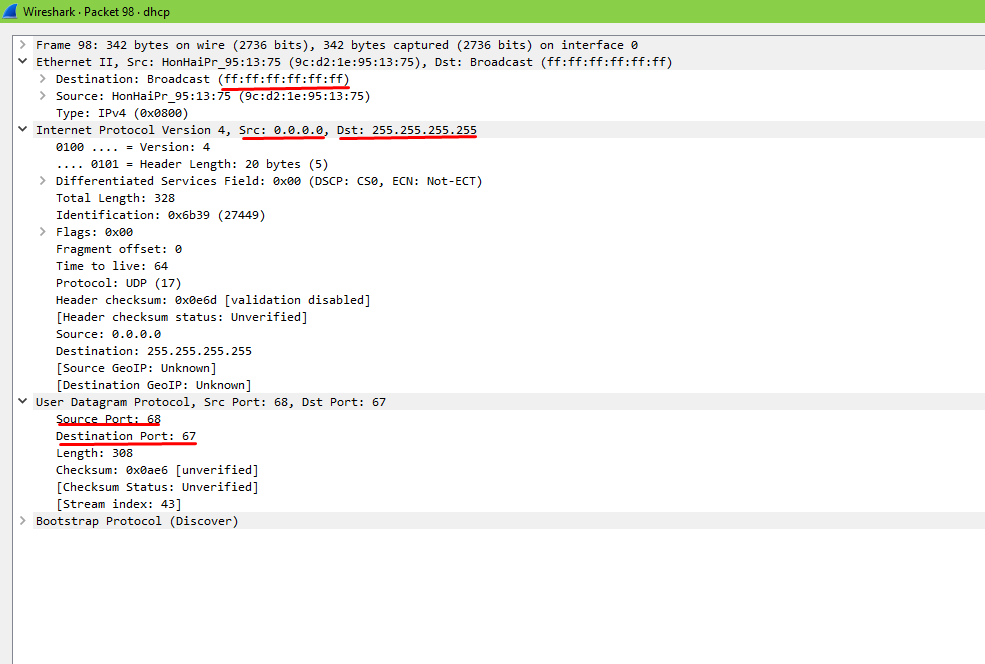 Wireshark · Packet 98 · dhcp
Frame 98: 342 bytes on wire (2736 bits), 342 bytes captured (2736 bits) on interface 0
Ethernet II, Src: HonHaiPr_95:13:75 (9c:d2:1e:95:13:75), Dst: Broadcast (ff:ff:ff:ff:ff:ff)
Destination: Broadcast (ff:ff:ff:ff:ff:ff)
Source: HonHaiPr_95:13:75 (9c:d2:1e:95:13:75)
Type: IPv4 (0x0800)
Internet Protocol Version 4, Src: 0.0.0.0, Dst: 255.255.255.255
0100 .... = Version: 4
.... 0101 = Header Length: 20 bytes (5)
Differentiated Services Field: 0x00 (DSCP: CS0, ECN: Not-ECT)
Total Length: 328
Identification: 0x6b39 (27449)
Flags: 0x00
Fragment offset: 0
Time to live: 64
Protocol: UDP (17)
Header checksum: 0x0e6d [validation disabled]
[Header checksum status: Unverified]
Source: 0.0.0.0
Destination: 255.255.255.255
[Source GeoIP: Unknown]
[Destination GeoIP: Unknown]
User Datagram Protocol, Src Port: 68, Dst Port: 67
Source Port: 68
Destination Port: 67
Length: 308
Checksum: 0x0ae6 [unverified]
[Checksum Status: Unverified]
[Stream index: 43]
Bootstrap Protocol (Discover)